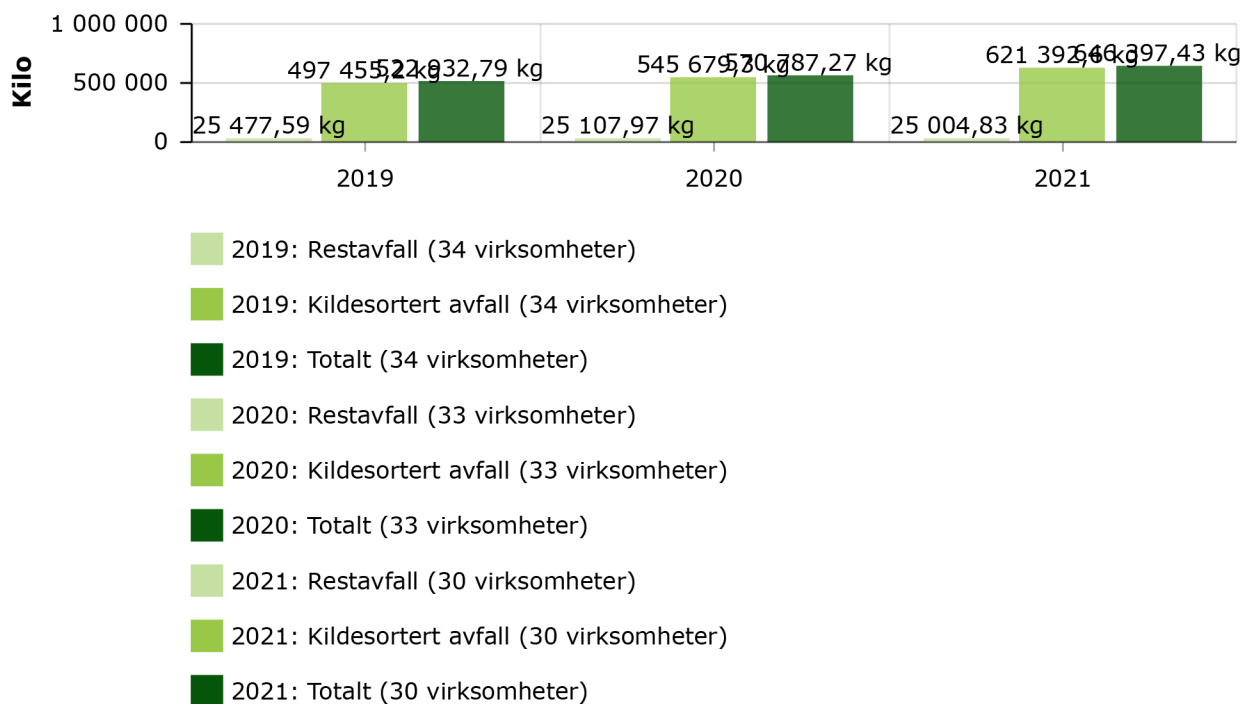 1 000 000
500 000
0
Kilo
25 477,59 kg
497 455,2 kg
522 932,79 kg
25 107,97 kg
545 679,3 kg
570 787,27 kg
25 004,83 kg
621 392,6 kg
646 397,43 kg
2019
2020
2021
2019: Restavfall (34 virksomheter)
2019: Kildesortert avfall (34 virksomheter)
2019: Totalt (34 virksomheter)
2020: Restavfall (33 virksomheter)
2020: Kildesortert avfall (33 virksomheter)
2020: Totalt (33 virksomheter)
2021: Restavfall (30 virksomheter)
2021: Kildesortert avfall (30 virksomheter)
2021: Totalt (30 virksomheter)